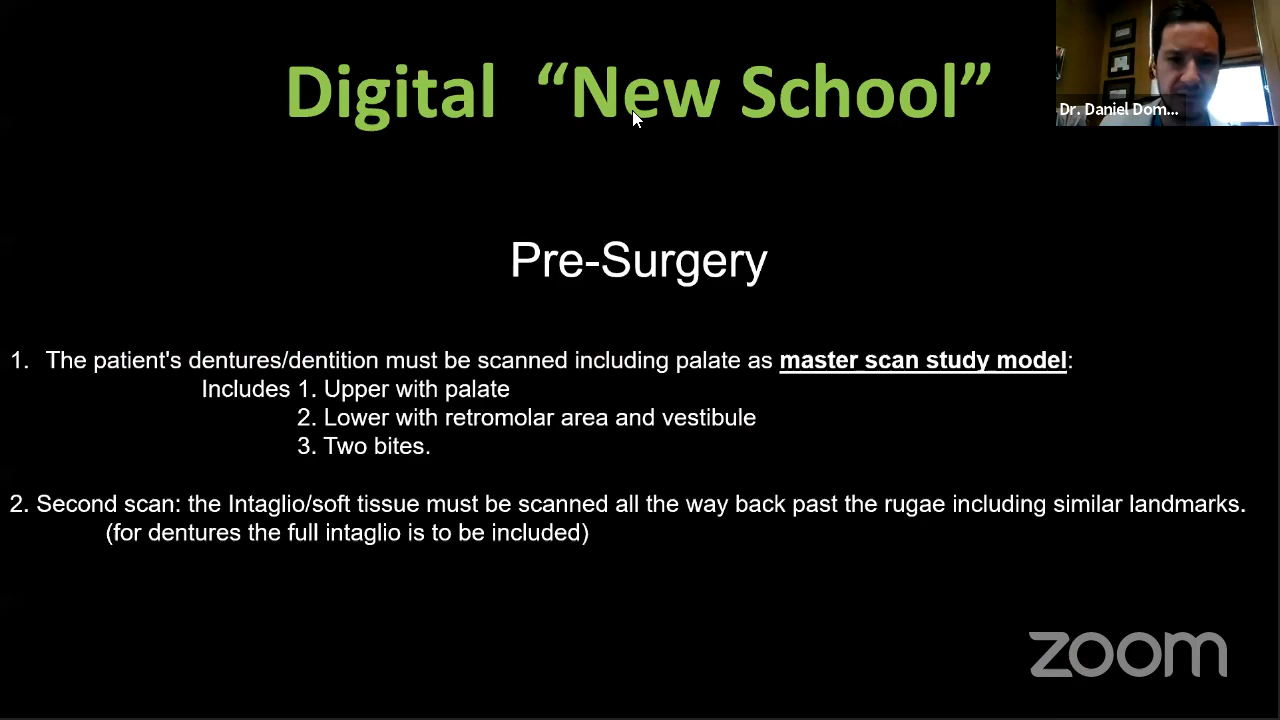 Digital “New School”
Dr. Daniel Dom...
Pre-Surgery
1. The patient's dentures/dentition must be scanned including palate as master scan study model:
Includes 1. Upper with palate
2. Lower with retromolar area and vestibule
3. Two bites.
2. Second scan: the Intaglio/soft tissue must be scanned all the way back past the rugae including similar landmarks.
(for dentures the full intaglio is to be included)
zoom